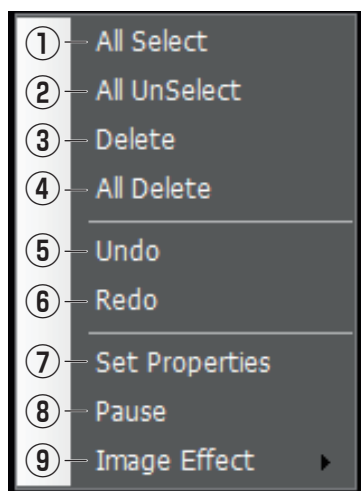 ① All Select
② All UnSelect
③ Delete
④ All Delete
⑤ Undo
⑥ Redo
⑦ Set Properties
⑧ Pause
⑨ Image Effect